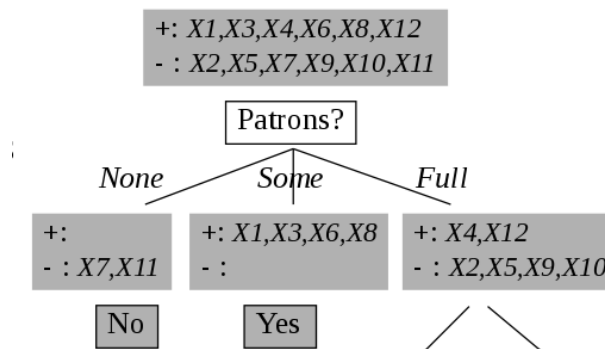 +: X1,X3,X4,X6,X8,X12
- : X2,X5,X7,X9,X10,X11
Patrons?
None Some Full
+: +: X1,X3,X6,X8 +: X4,X12
- : X7,X11 - : - : X2,X5,X9,X10
No Yes